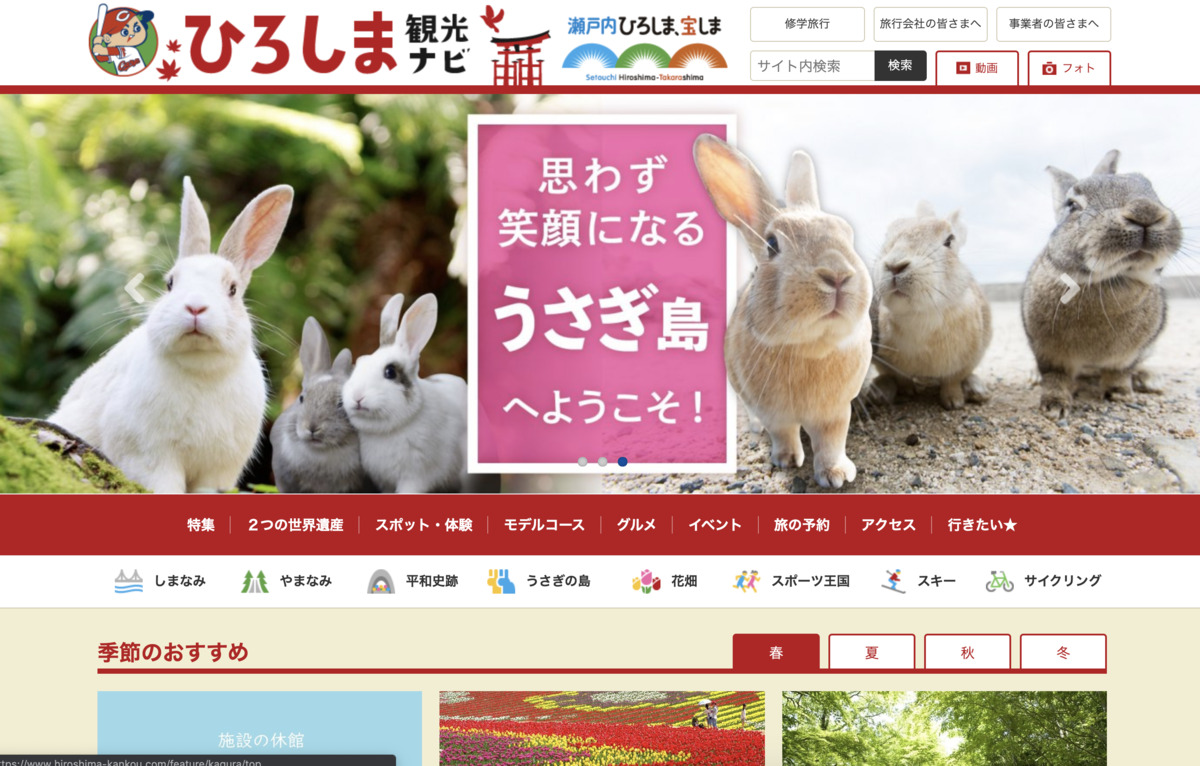 ひろしま観光ナビ
瀬戸内ひろしま、宝しま
Setouchi Hiroshima-Takarashima
修学旅行
旅行会社の皆さまへ
事業者の皆さまへ
サイト内検索
検索
動画
フォト
思わず
笑顔になる
うさぎ島
へようこそ！
特集
２つの世界遺産
スポット・体験
モデルコース
グルメ
イベント
旅の予約
アクセス
行きたい★
しまなみ
やまなみ
平和史跡
うさぎの島
花畑
スポーツ王国
スキー
サイクリング
季節のおすすめ
春
夏
秋
冬
施設の休館
ttps://www.hiroshima-kankou.com/feature/kagura/top